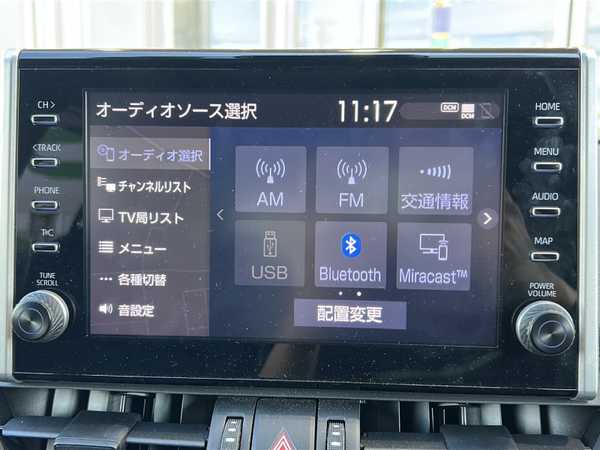 CH >
< TRACK
PHONE
T&C
TUNE
SCROLL
オーディオソース選択
11:17
DCM
DCM
オーディオ選択
チャンネルリスト
TV局リスト
メニュー
各種切替
音設定
AM
FM
交通情報
USB
Bluetooth
Miracast™
配置変更
HOME
MENU
AUDIO
MAP
POWER
VOLUME